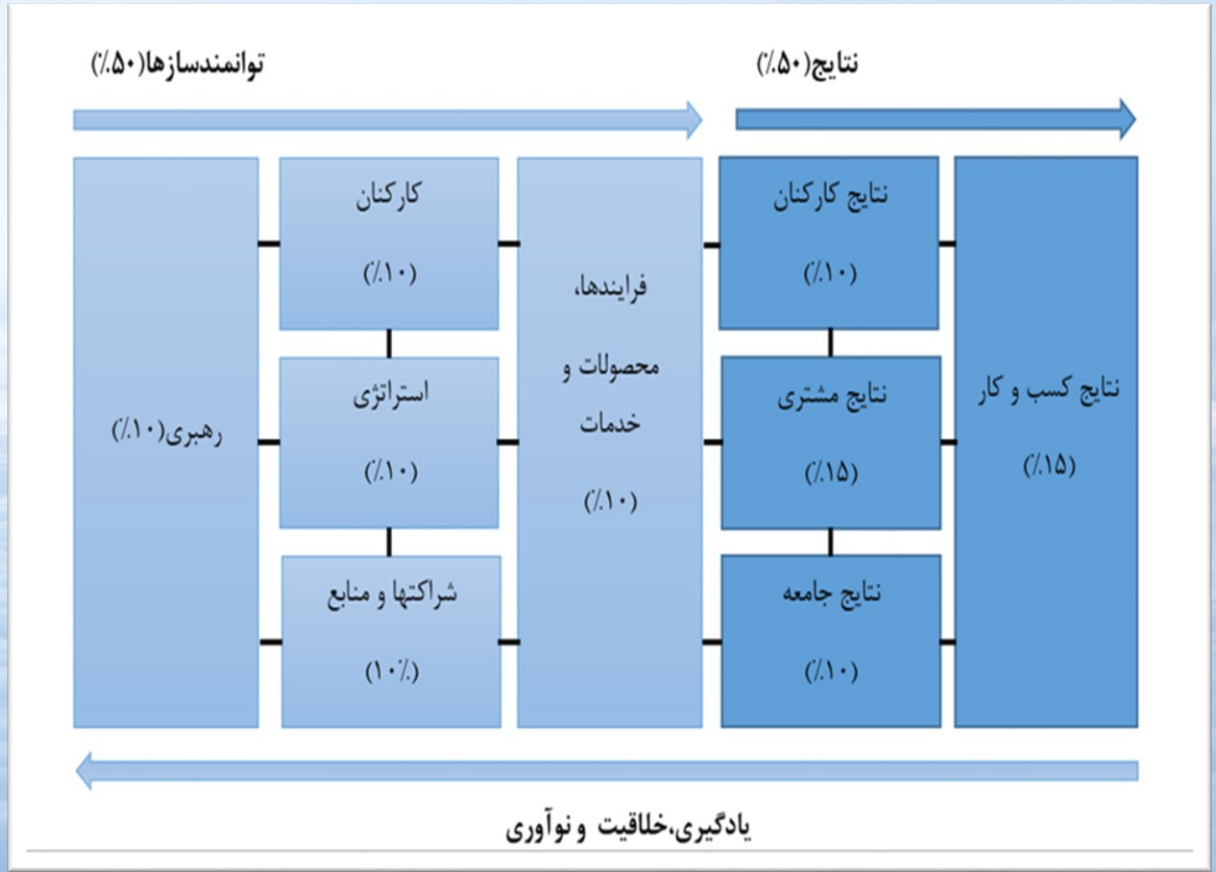 توانمندسازها(۵۰٪)
نتایج(۵۰٪)
رهبری(۱۰٪)
کارکنان
(۱۰٪)
استراتژی
(۱۰٪)
شراکتها و منابع
(۱۰٪)
فرایندها،
محصولات و
خدمات
(۱۰٪)
نتایج کارکنان
(۱۰٪)
نتایج مشتری
(۱۵٪)
نتایج جامعه
(۱۰٪)
نتایج کسب و کار
(۱۵٪)
یادگیری،خلاقیت و نوآوری